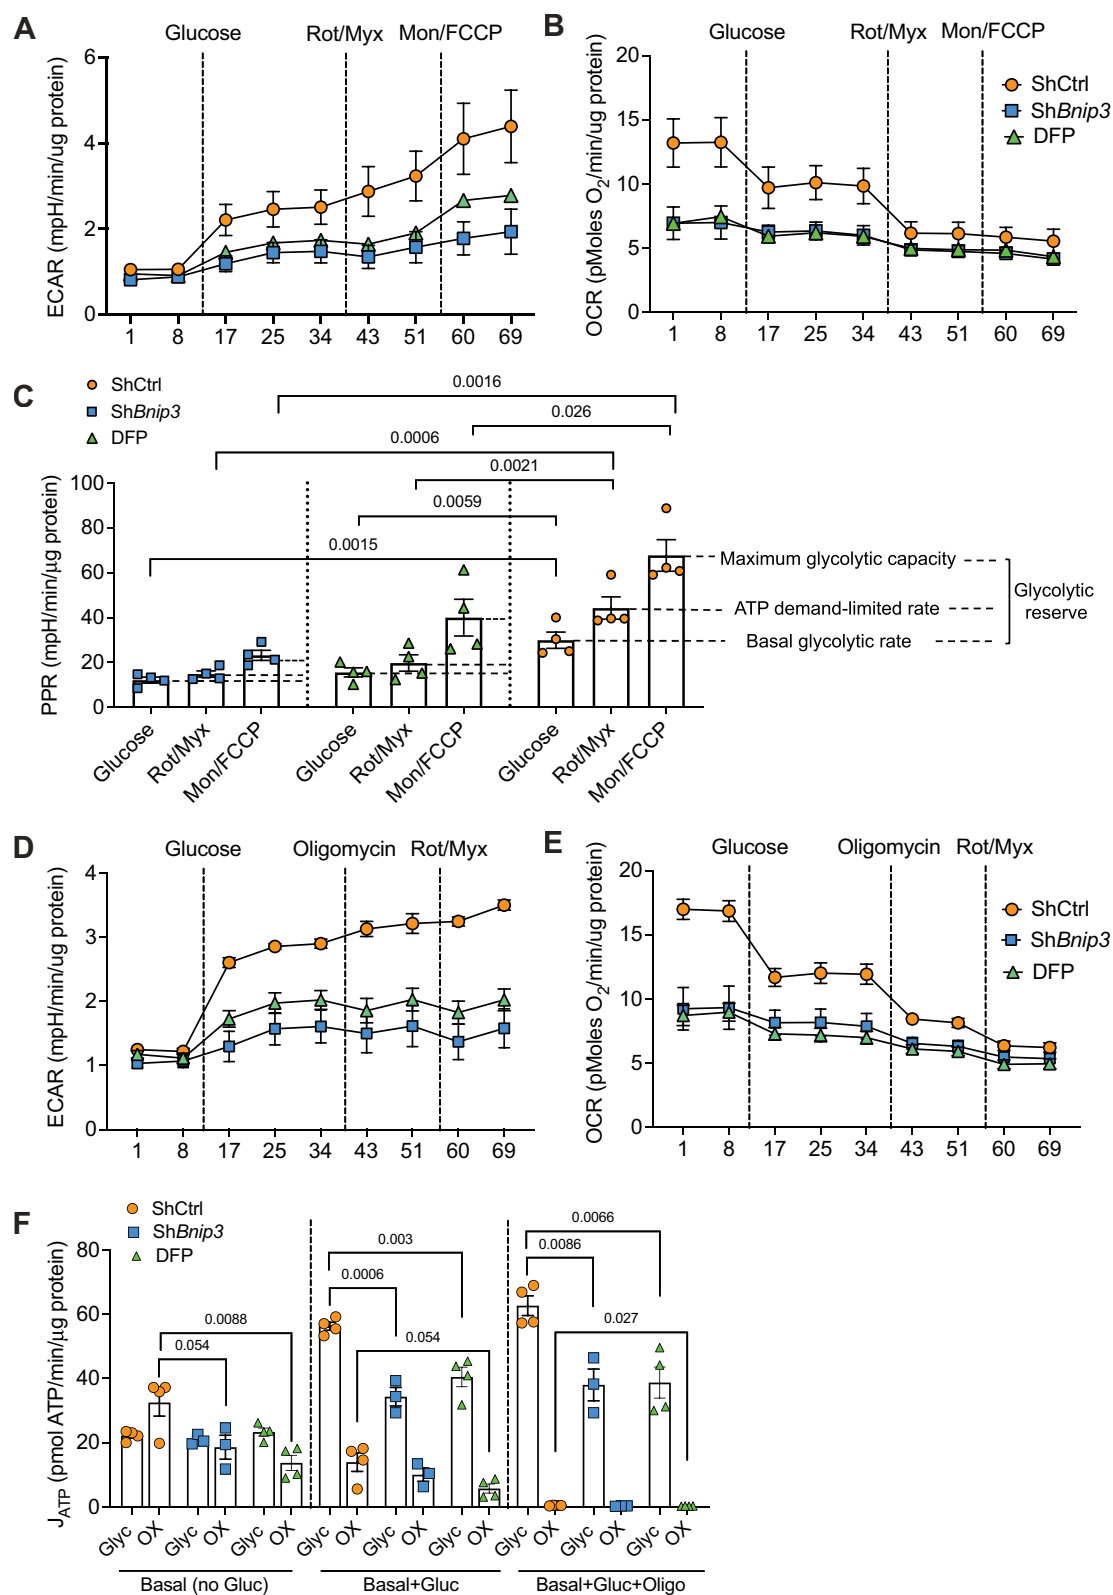 A
Glucose Rot/Myx Mon/FCCP
ECAR (mpH/min/ug protein)
6
4
2
0
1 8 17 25 34 43 51 60 69
B
Glucose Rot/Myx Mon/FCCP
OCR (pMoles O2/min/ug protein)
20
15
10
5
0
1 8 17 25 34 43 51 60 69
ShCtrl
ShBnip3
DFP
C
ShCtrl
ShBnip3
DFP
0.0016
0.026
0.0006
0.0021
0.0059
0.0015
PPR (mpH/min/μg protein)
100
80
60
40
20
0
Maximum glycolytic capacity
ATP demand-limited rate
Basal glycolytic rate
Glycolytic
reserve
Glucose Rot/Myx Mon/FCCP Glucose Rot/Myx Mon/FCCP Glucose Rot/Myx Mon/FCCP
D
Glucose Oligomycin Rot/Myx
ECAR (mpH/min/ug protein)
4
3
2
1
0
1 8 17 25 34 43 51 60 69
E
Glucose Oligomycin Rot/Myx
OCR (pMoles O2/min/ug protein)
20
15
10
5
0
1 8 17 25 34 43 51 60 69
ShCtrl
ShBnip3
DFP
F
ShCtrl
ShBnip3
DFP
0.0088
0.054
0.003
0.0006
0.054
0.0066
0.0086
0.027
JATP (pmol ATP/min/μg protein)
80
60
40
20
0
Glyc OX Glyc OX Glyc OX Glyc OX Glyc OX Glyc OX Glyc OX Glyc OX Glyc OX
Basal (no Gluc) Basal+Gluc Basal+Gluc+Oligo